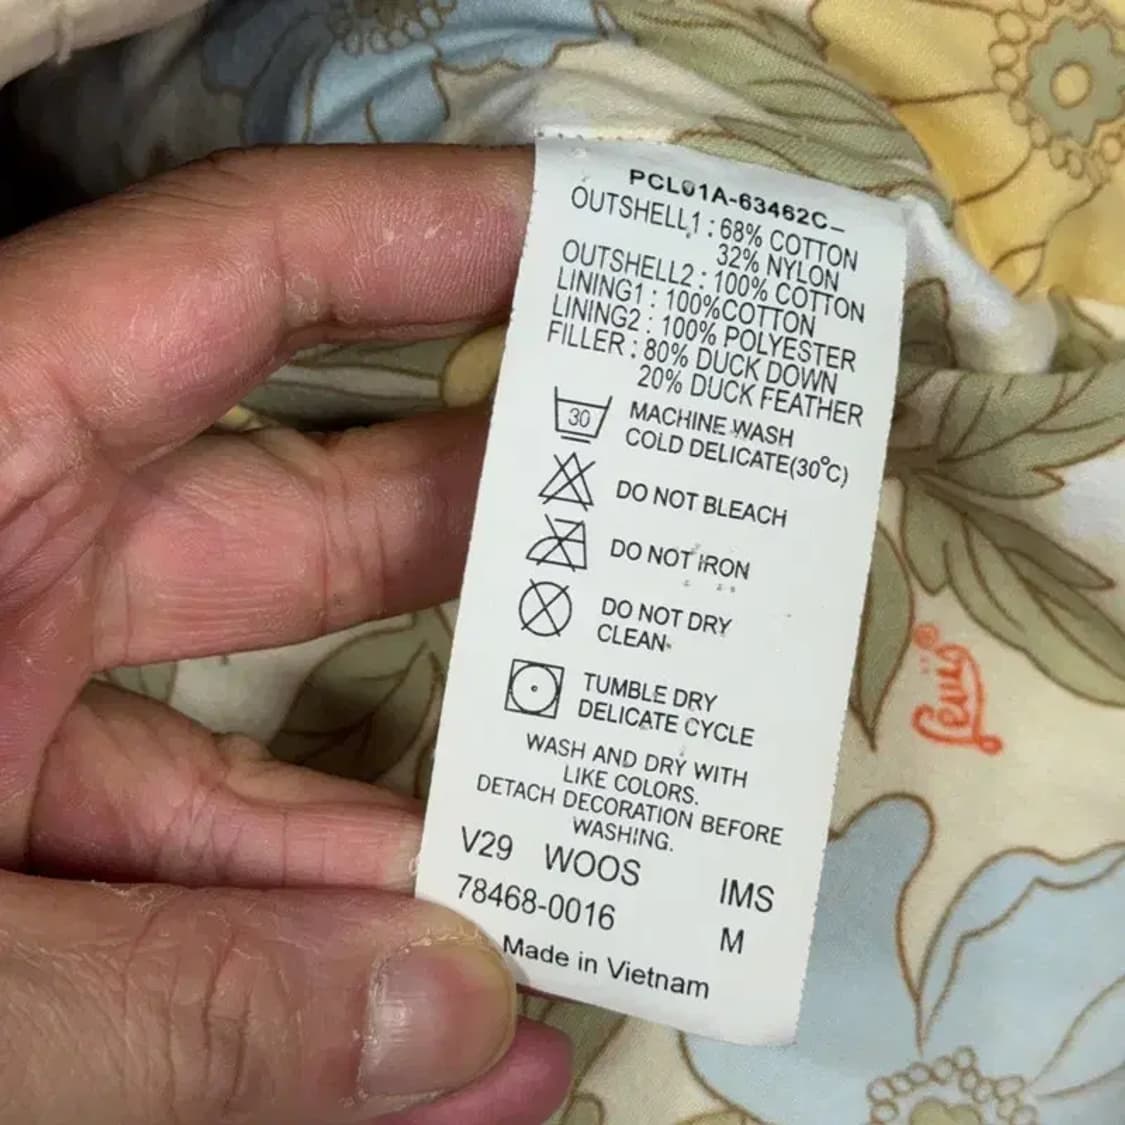 PCL01A-63462C_
OUTSHELL1 : 68% COTTON
32% NYLON
OUTSHELL2 : 100% COTTON
LINING1 : 100%COTTON
LINING2 : 100% POLYESTER
FILLER : 80% DUCK DOWN
20% DUCK FEATHER
30 MACHINE WASH
COLD DELICATE(30°C)
DO NOT BLEACH
DO NOT IRON
DO NOT DRY
CLEAN
TUMBLE DRY
DELICATE CYCLE
WASH AND DRY WITH
LIKE COLORS.
DETACH DECORATION BEFORE
WASHING.
V29 WOOS IMS
78468-0016 M
Made in Vietnam
Levi's®